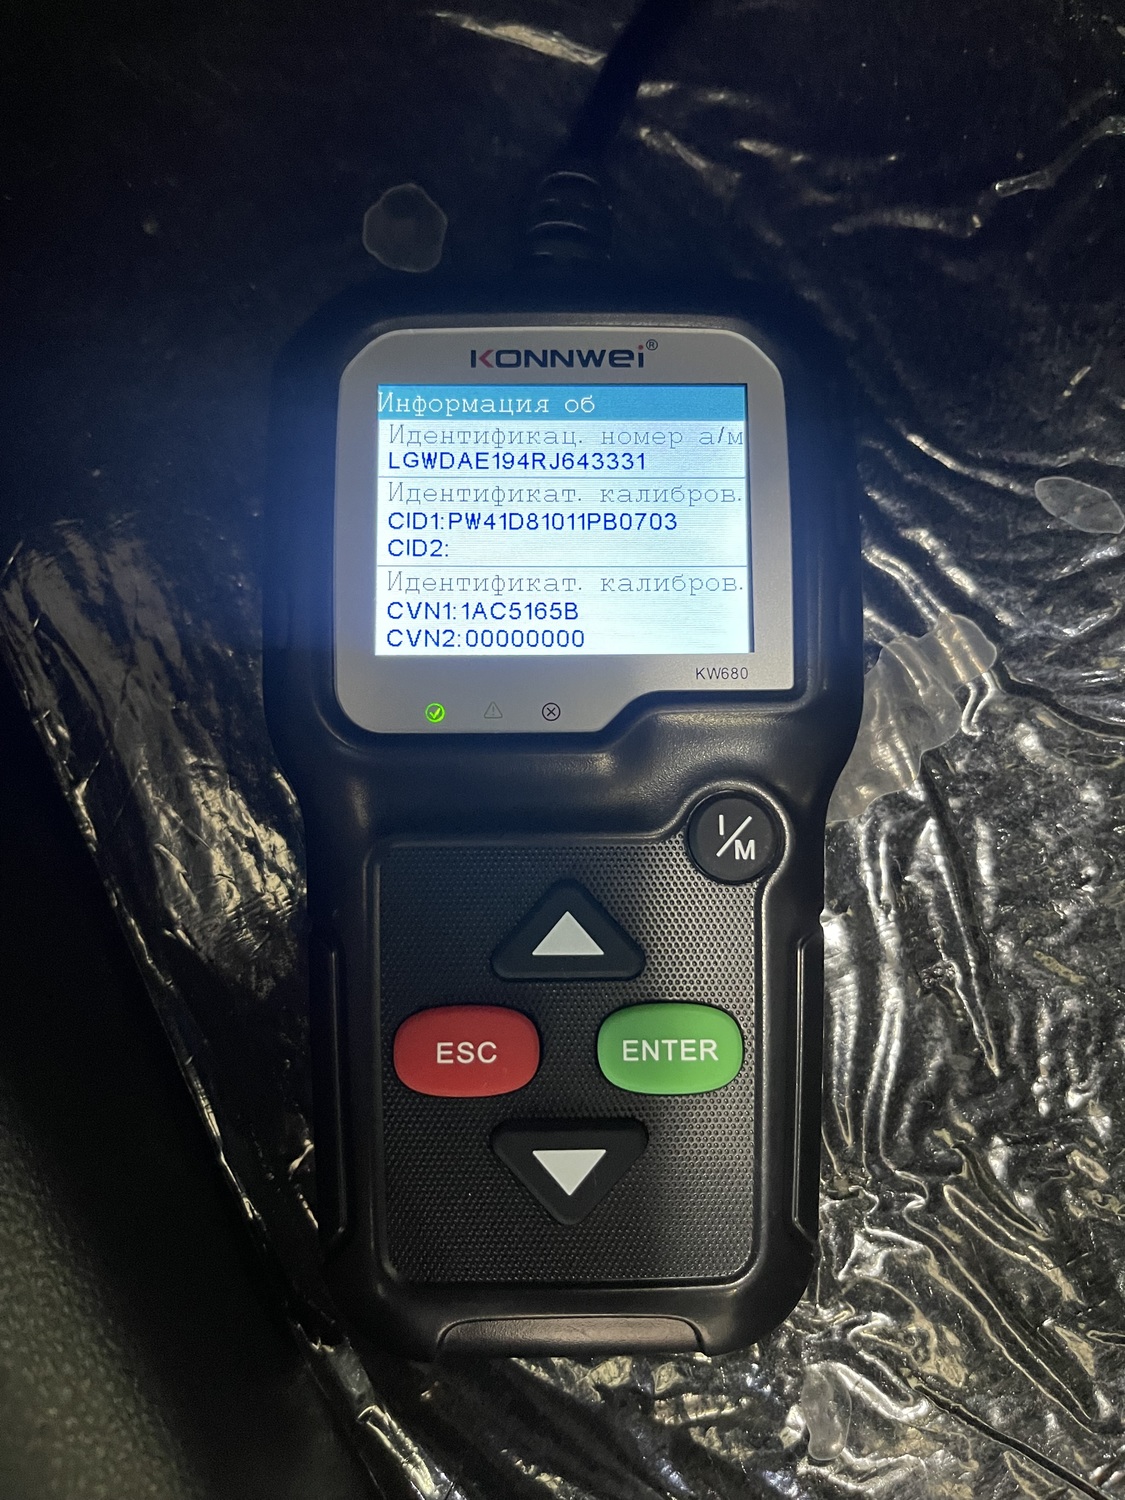 KONNWEI®
Информация об
Идентификац. номер а/м
LGWDAE194RJ643331
Идентификат. калибров.
CID1:PW41D81011PB0703
CID2:
Идентификат. калибров.
CVN1:1AC5165B
CVN2:00000000
KW680
I/M
ESC
ENTER